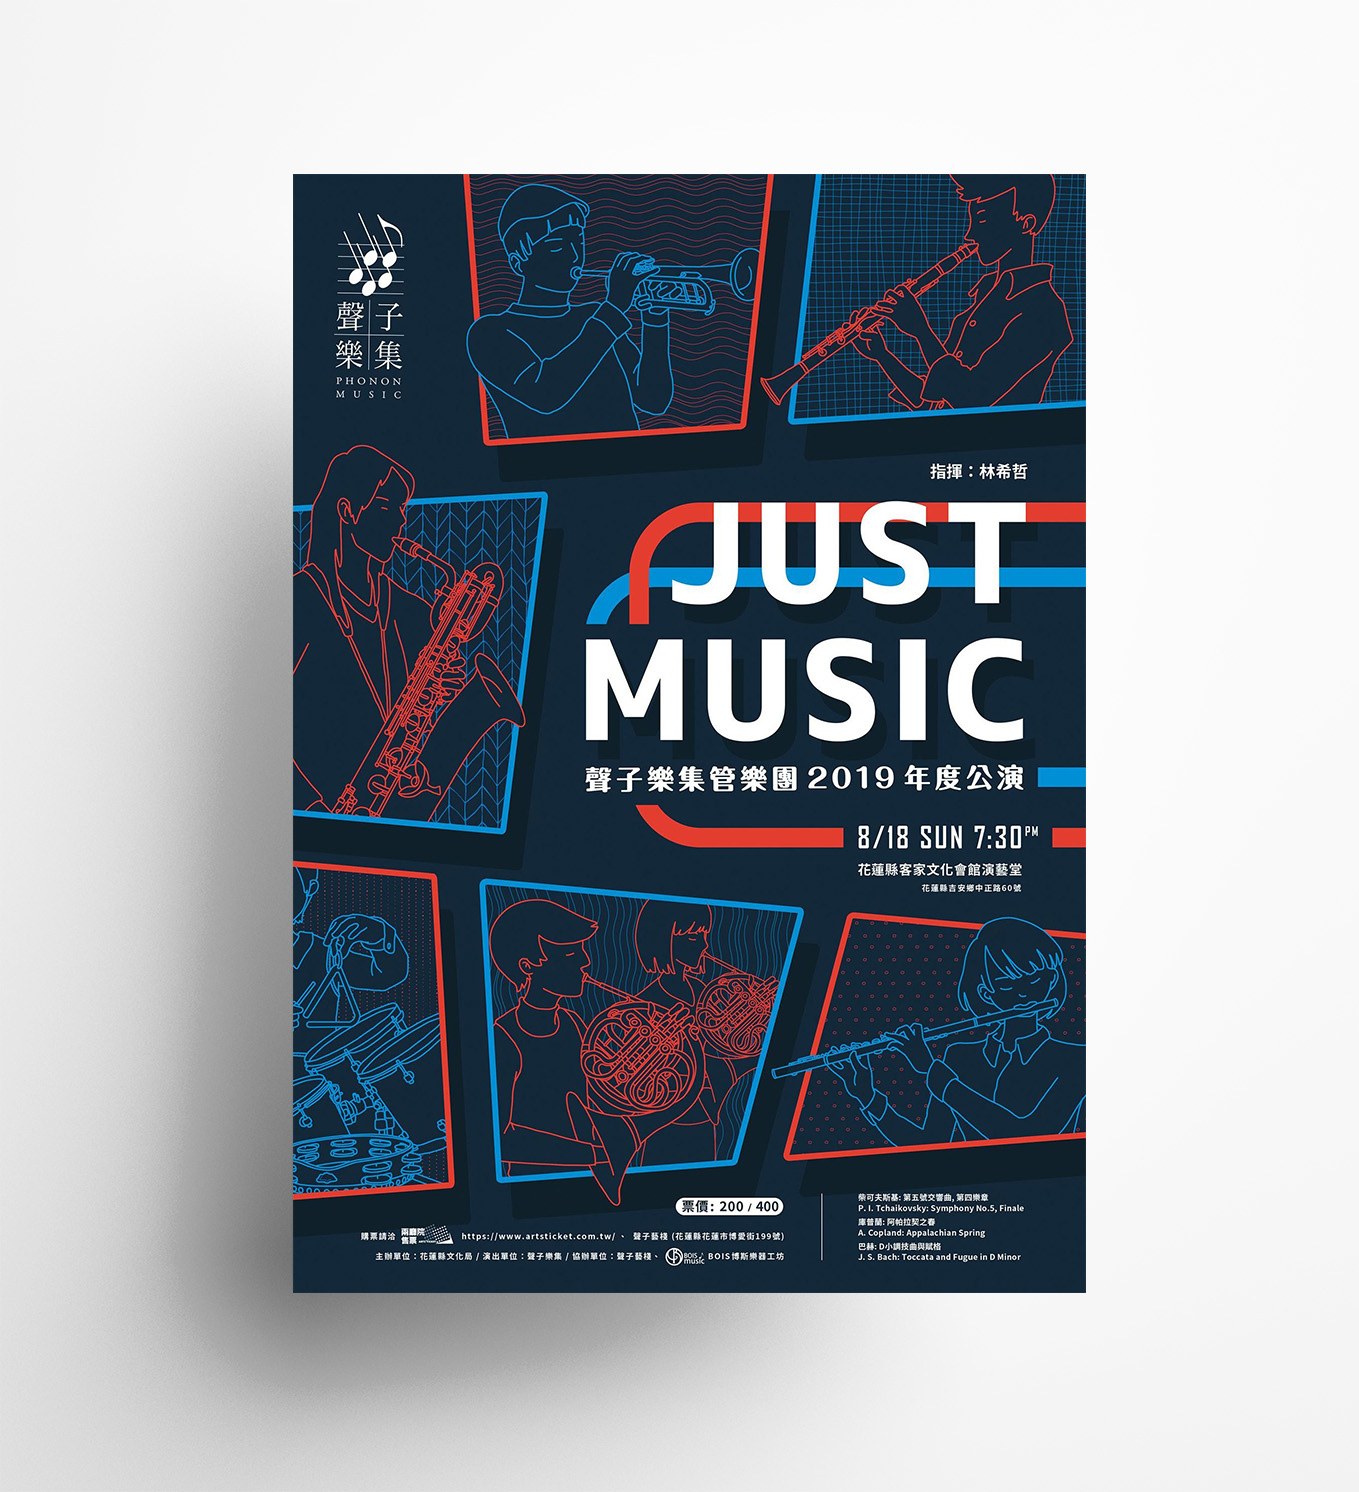 聲子
樂集
PHONON
MUSIC
指揮：林希哲
JUST
MUSIC
聲子樂集管樂團 2019 年度公演
8/18 SUN 7:30PM
花蓮縣客家文化會館演藝堂
花蓮縣吉安鄉中正路60號
票價: 200 / 400
購票請洽 兩廳院售票 https://www.artsticket.com.tw/ 、 聲子藝棧 (花蓮縣花蓮市博愛街199號)
主辦單位：花蓮縣文化局 / 演出單位：聲子樂集 / 協辦單位：聲子藝棧、 BOIS music BOIS博斯樂器工坊
柴可夫斯基: 第五號交響曲, 第四樂章
P. I. Tchaikovsky: Symphony No.5, Finale
庫普蘭: 阿帕拉契之春
A. Copland: Appalachian Spring
巴赫: D小調技曲與賦格
J. S. Bach: Toccata and Fugue in D Minor